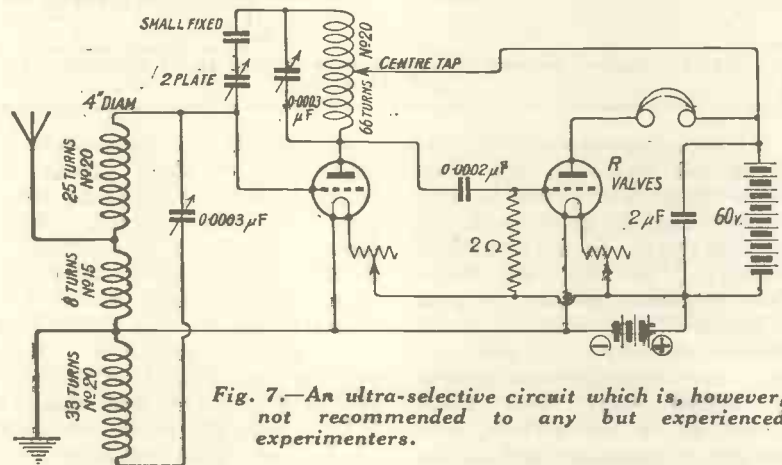 SMALL FIXED
2 PLATE
0.0003
μF
66 TURNS Nº20
CENTRE TAP
4" DIAM
25 TURNS
Nº20
0.0003 μF
8 TURNS
Nº15
33 TURNS
Nº20
0.0002 μF
2 Ω
R
VALVES
2 μF
60v.
Fig. 7.—An ultra-selective circuit which is, however,
not recommended to any but experienced
experimenters.